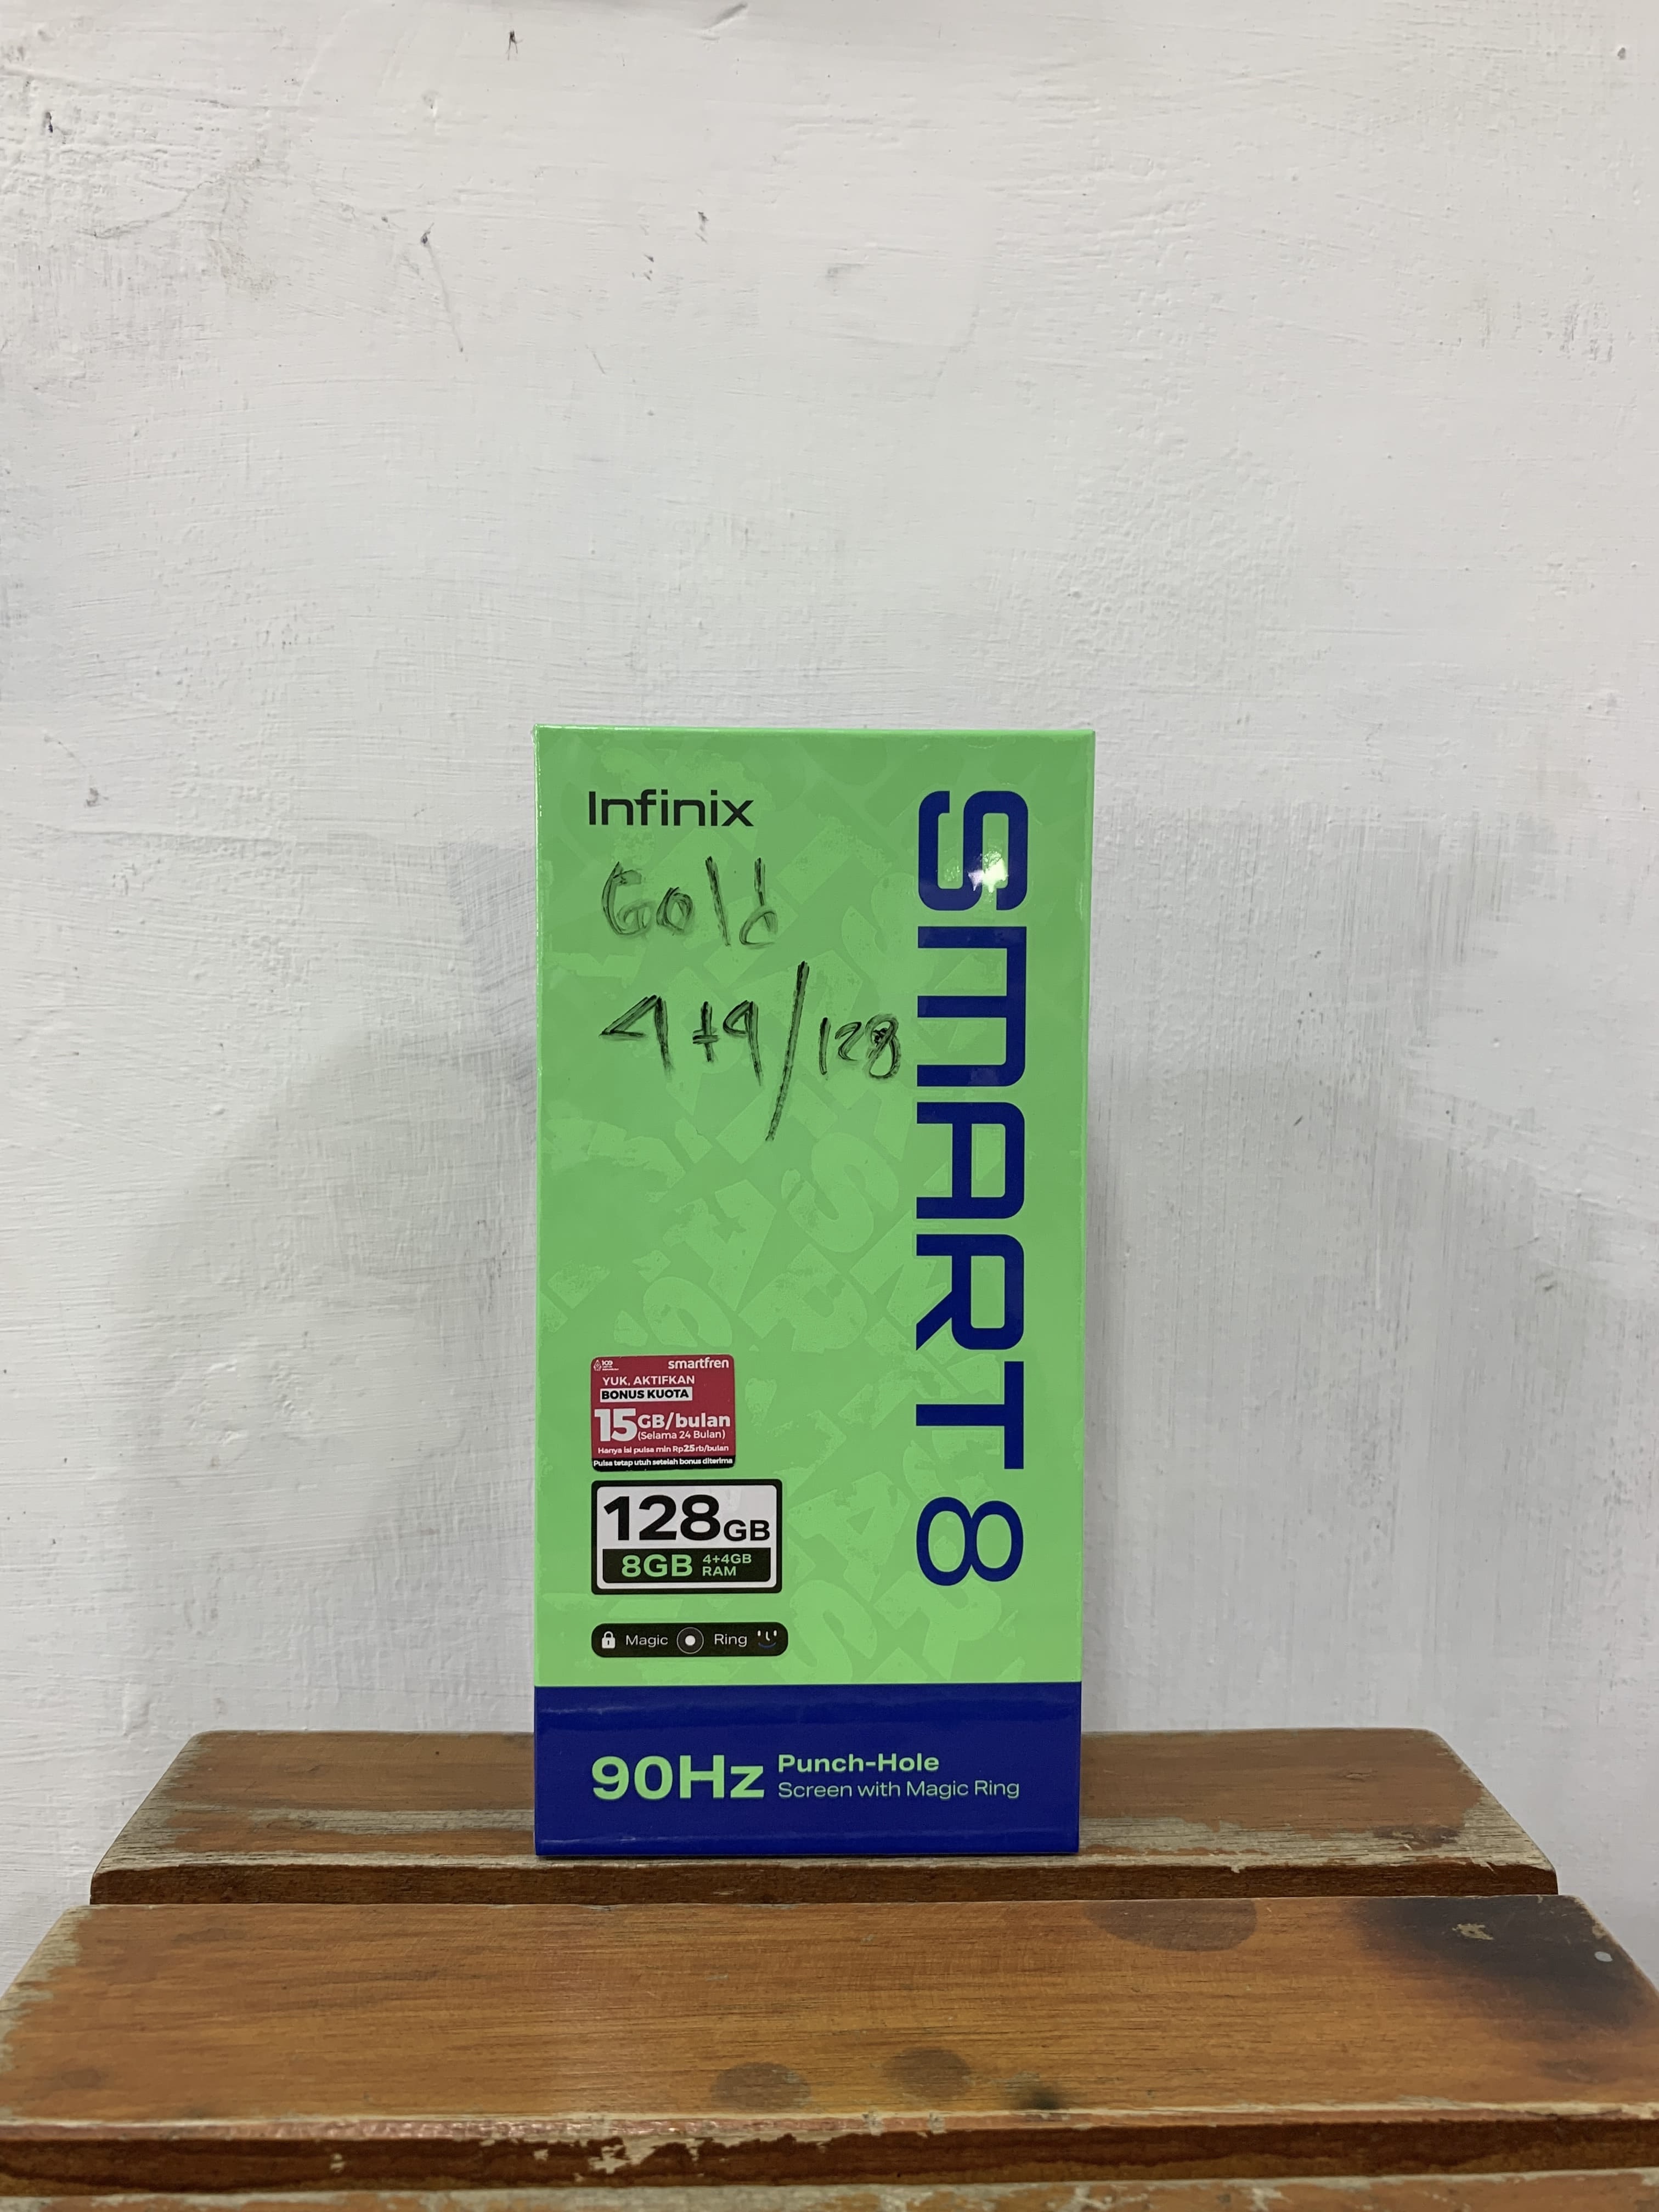 Infinix
Gold
4+4/128
SMART 8
smartfren
YUK, AKTIFKAN
BONUS KUOTA
15GB/bulan
(Selama 24 Bulan)
Hanya isi pulsa min Rp25rb/bulan
Pulsa tetap utuh setelah bonus diterima
128GB
8GB 4+4GB RAM
Magic Ring
90Hz Punch-Hole
Screen with Magic Ring